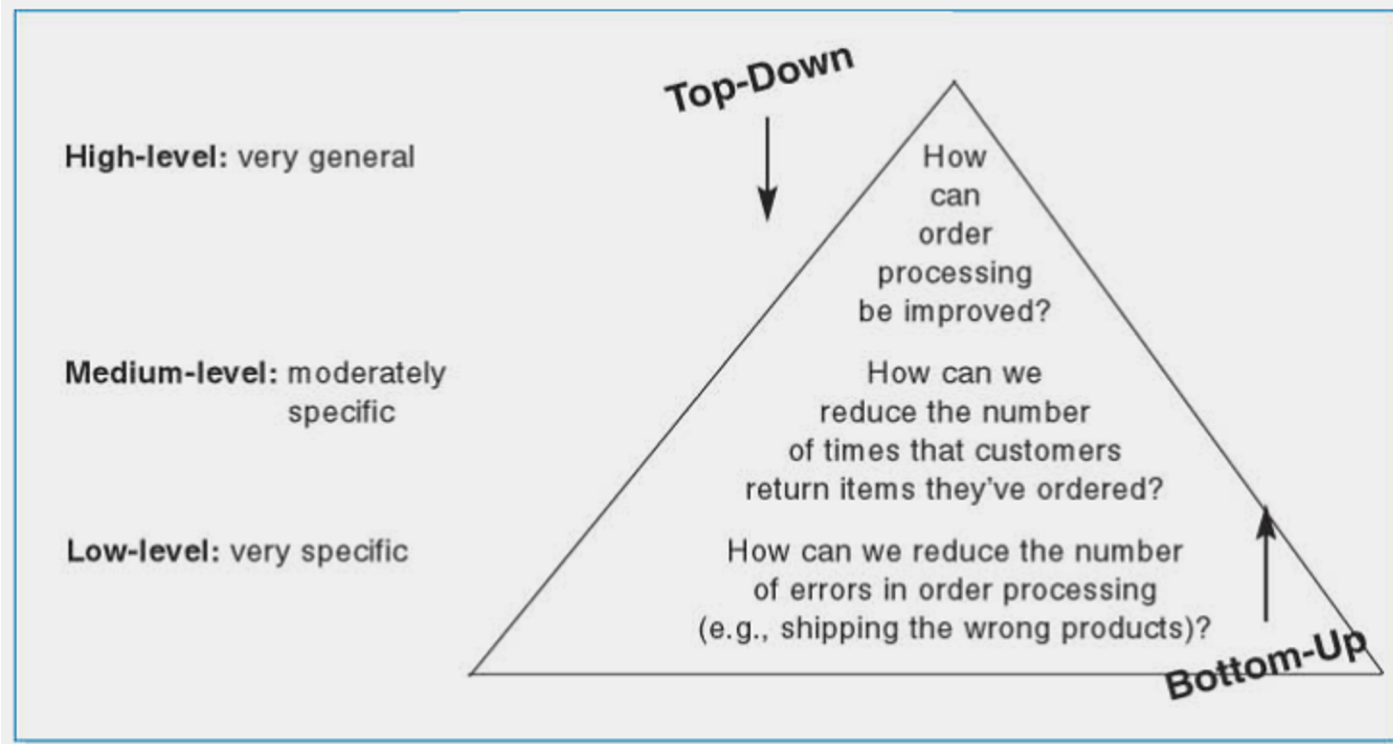 Top-Down
High-level: very general
How
can
order
processing
be improved?
Medium-level: moderately
specific
How can we
reduce the number
of times that customers
return items they've ordered?
Low-level: very specific
How can we reduce the number
of errors in order processing
(e.g., shipping the wrong products)?
Bottom-Up